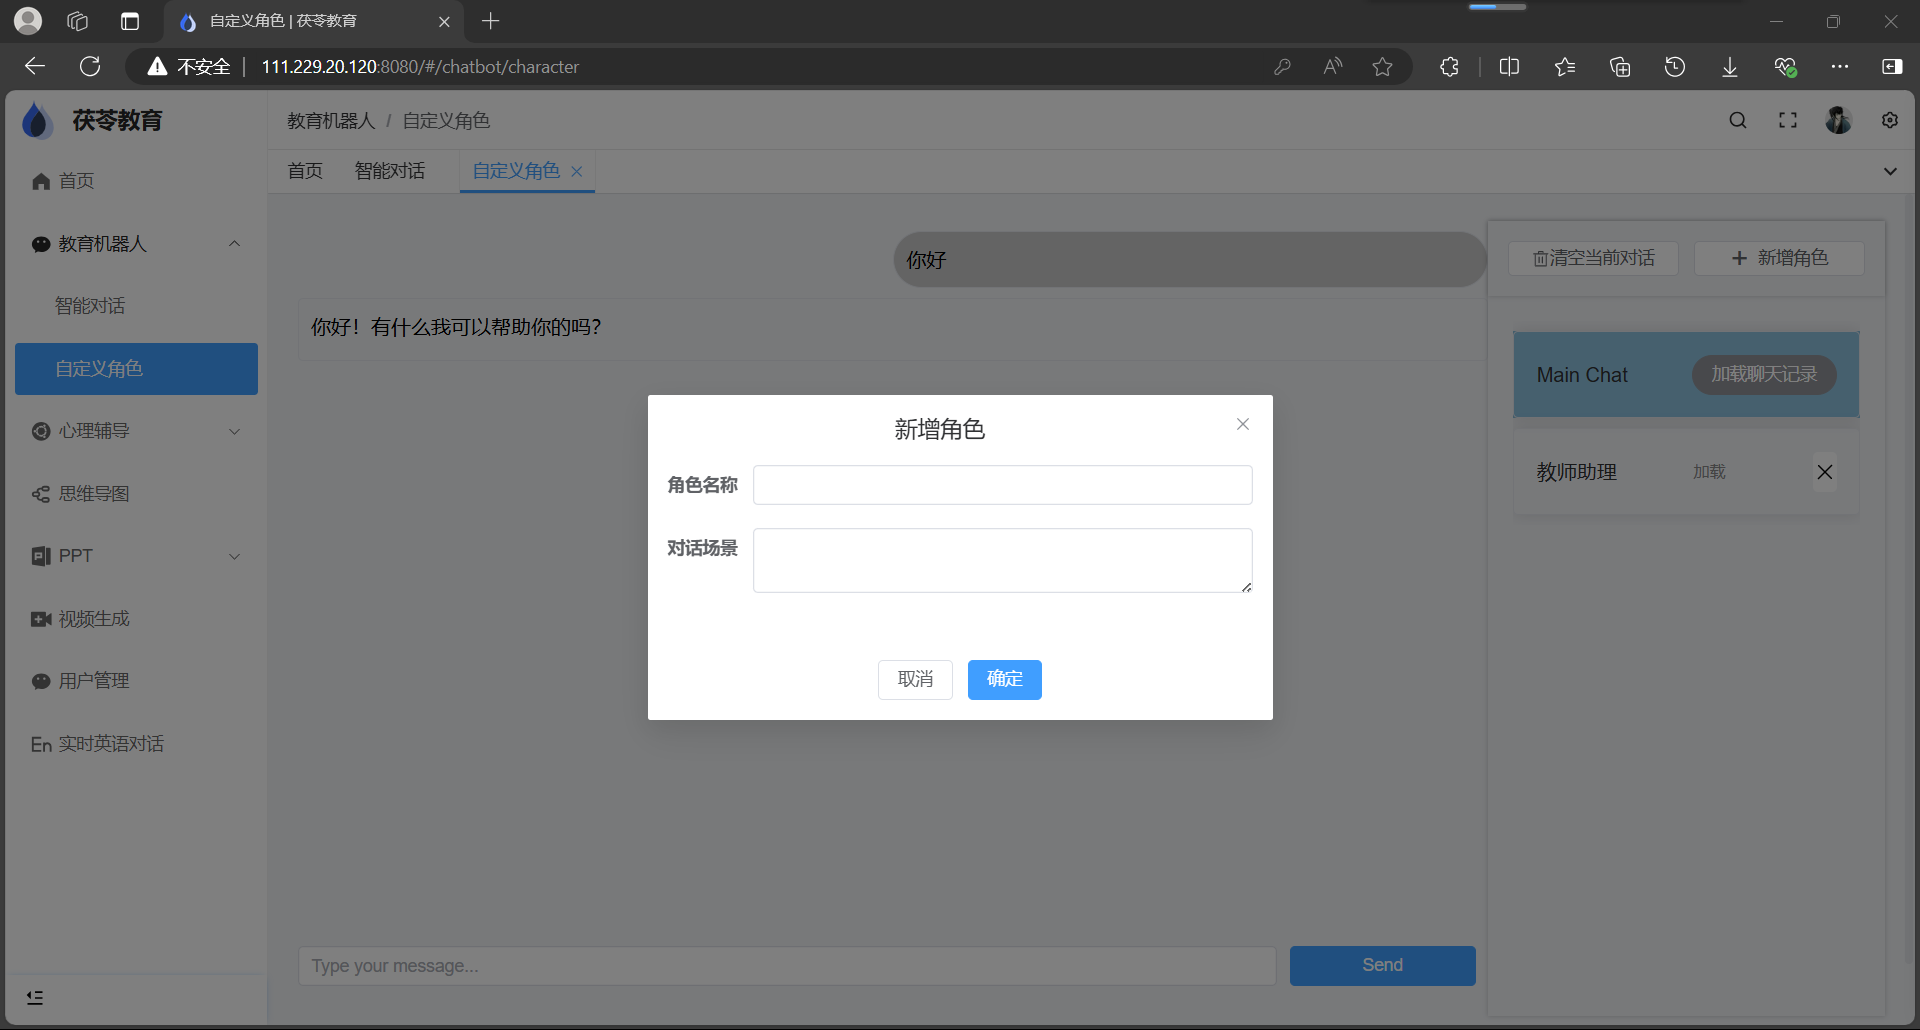 自定义角色 | 茯苓教育
不安全 | 111.229.20.120:8080/#/chatbot/character
茯苓教育
教育机器人 / 自定义角色
首页 智能对话 自定义角色
首页
教育机器人
智能对话
自定义角色
心理辅导
思维导图
PPT
视频生成
用户管理
En 实时英语对话
你好
你好！有什么我可以帮助你的吗？
清空当前对话 新增角色
Main Chat 加载聊天记录
教师助理 加载
新增角色
角色名称
对话场景
取消 确定
Type your message...
Send